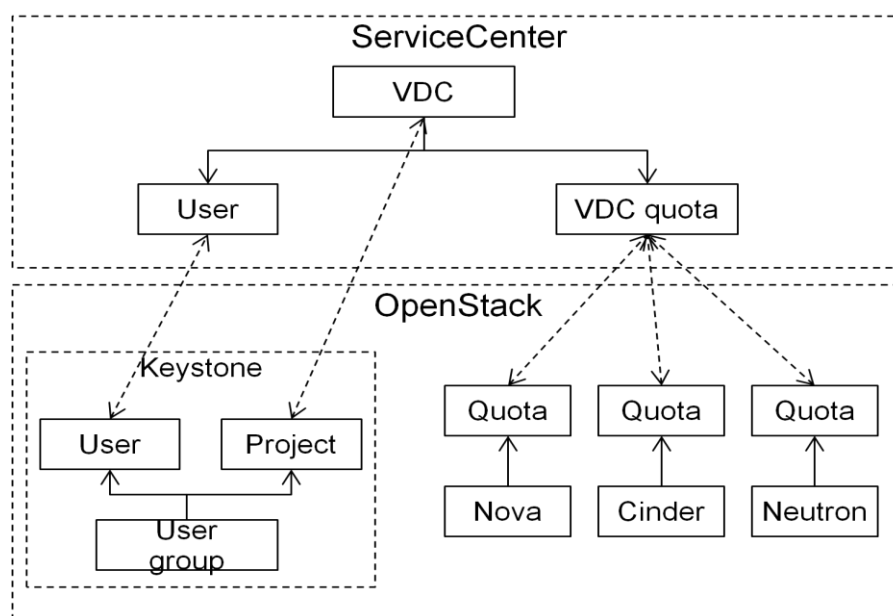 ServiceCenter
VDC
User
VDC quota
OpenStack
Keystone
User
Project
Quota
Quota
Quota
User
group
Nova
Cinder
Neutron